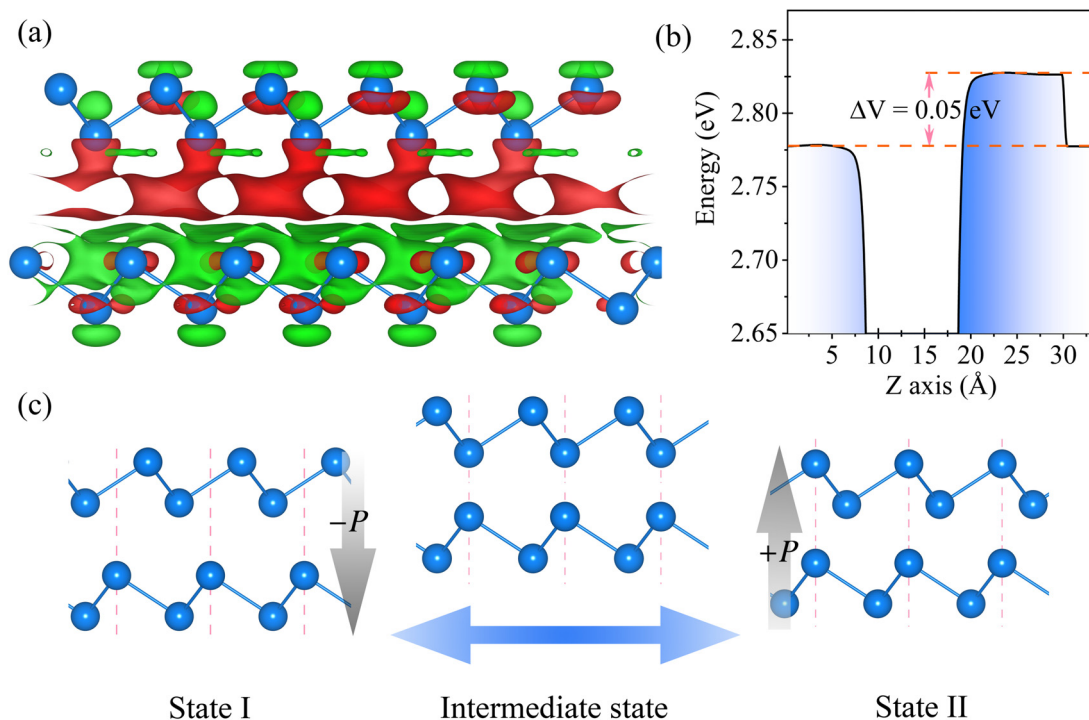 (a)
(b)
Energy (eV)
2.85
2.80
2.75
2.70
2.65
ΔV = 0.05 eV
5 10 15 20 25 30
Z axis (Å)
(c)
−P
+P
State I
Intermediate state
State II